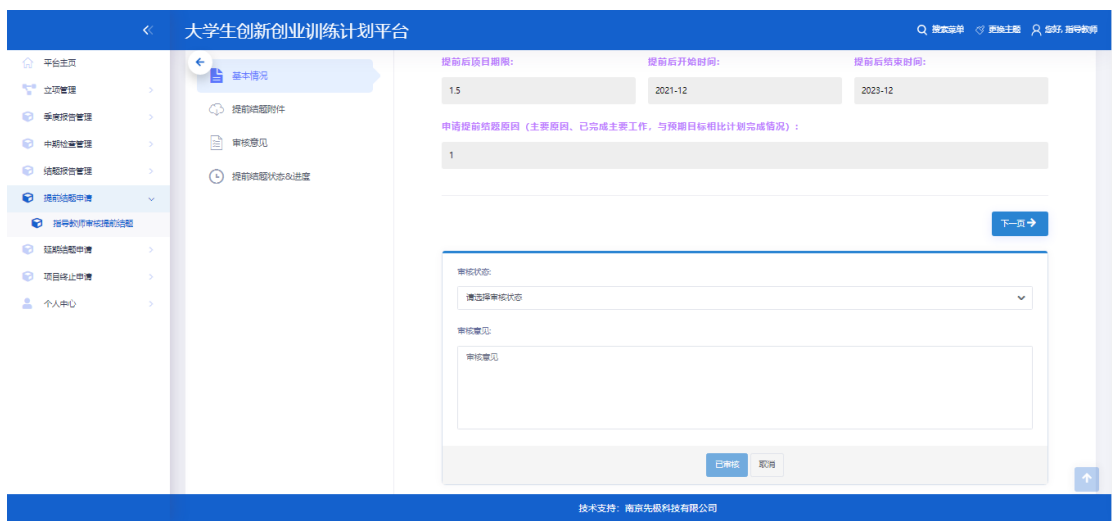 大学生创新创业训练计划平台
搜索菜单 更换主题 您好, 指导教师
平台主页
立项管理
季度报告管理
中期检查管理
结题报告管理
提前结题申请
指导教师审核提前结题
延期结题申请
项目终止申请
个人中心
基本情况
提前结题附件
审核意见
提前结题状态&进度
提前后项目期限: 提前后开始时间: 提前后结束时间:
1.5 2021-12 2023-12
申请提前结题原因（主要原因、已完成主要工作，与预期目标相比计划完成情况）:
1
下一页
审核状态:
请选择审核状态
审核意见:
审核意见
已审核 取消
技术支持: 南京先极科技有限公司